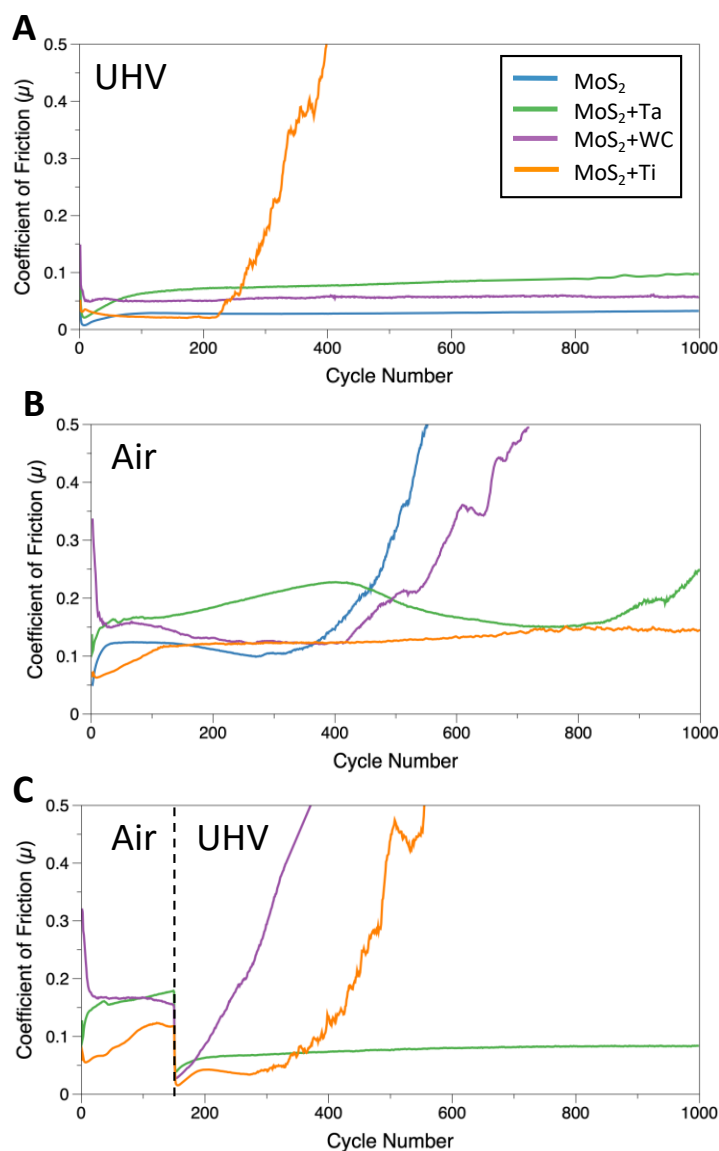 A
UHV
Coefficient of Friction (μ)
0.5
0.4
0.3
0.2
0.1
0
MoS₂
MoS₂+Ta
MoS₂+WC
MoS₂+Ti
0 200 400 600 800 1000
Cycle Number
B
Air
Coefficient of Friction (μ)
0.5
0.4
0.3
0.2
0.1
0
0 200 400 600 800 1000
Cycle Number
C
Air UHV
Coefficient of Friction (μ)
0.5
0.4
0.3
0.2
0.1
0
0 200 400 600 800 1000
Cycle Number